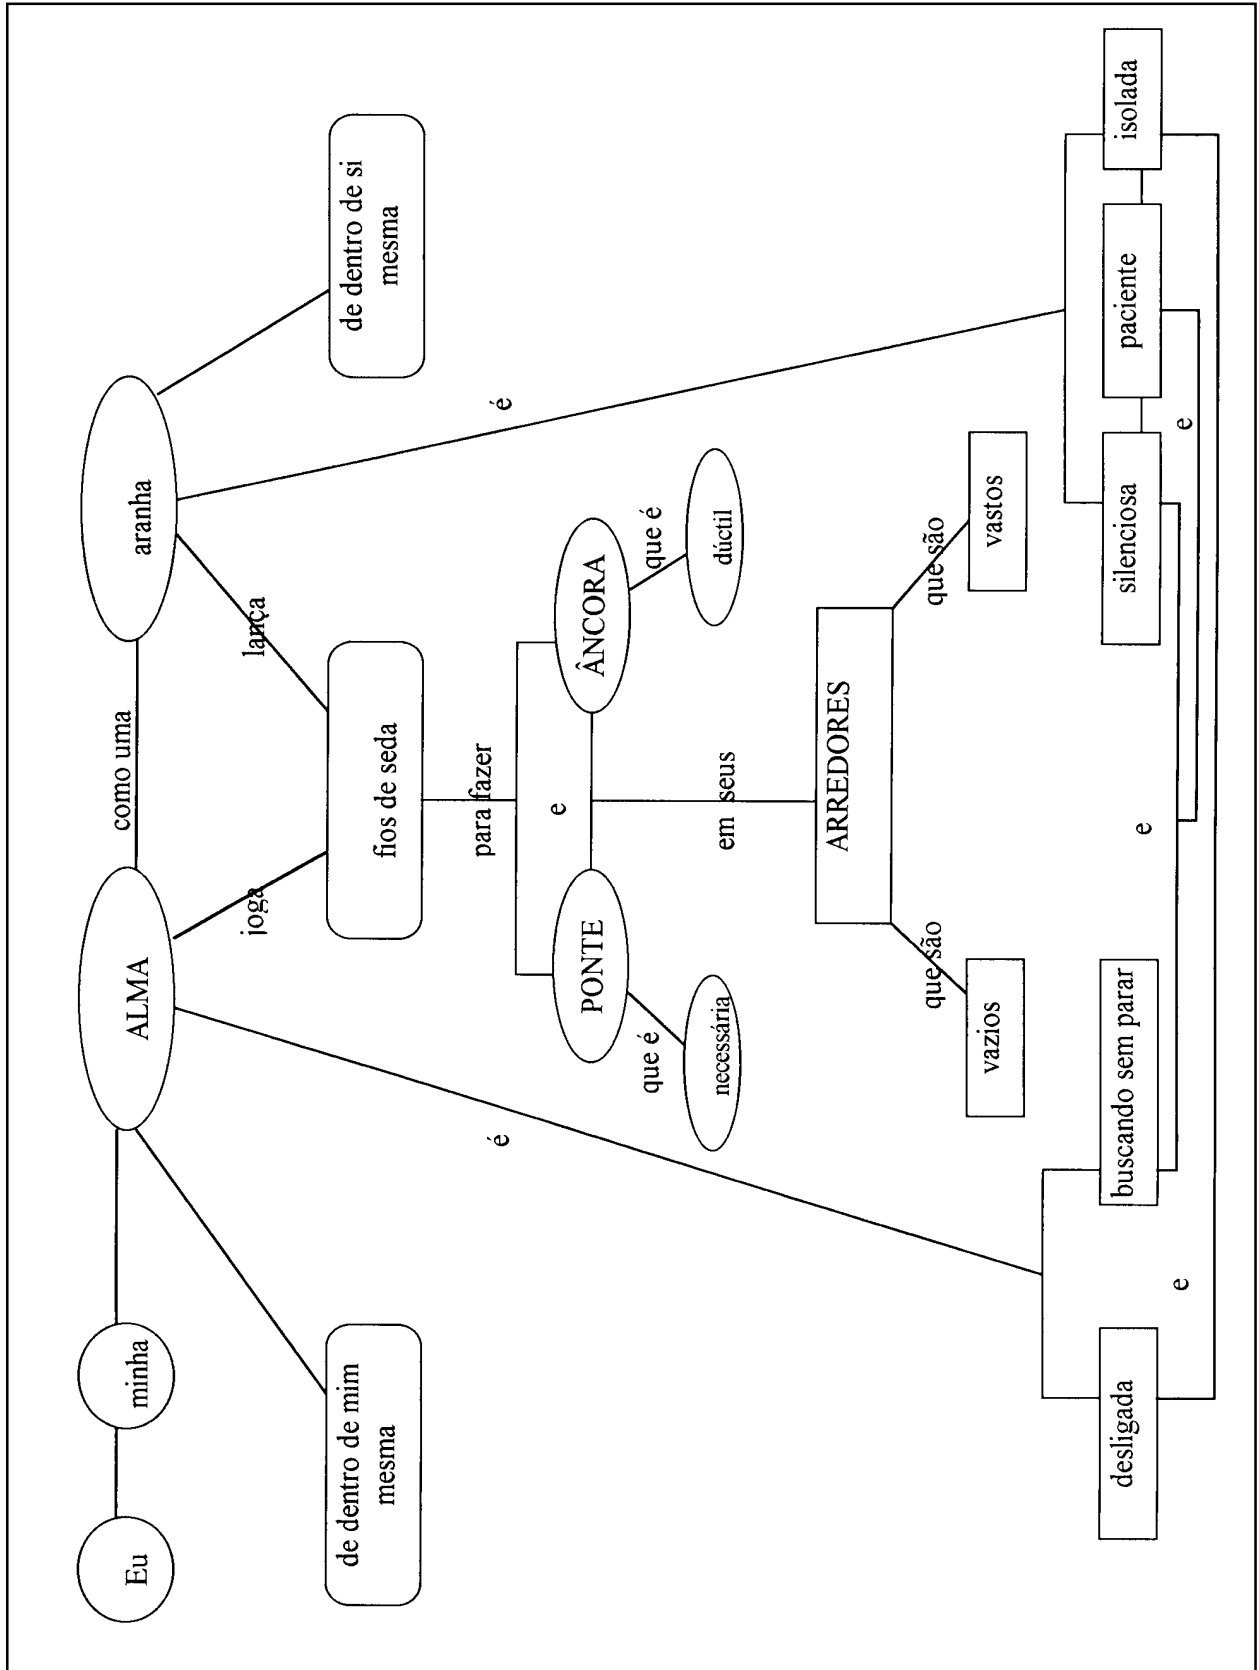 Eu
minha
ALMA
como uma
aranha
joga
lança
de dentro de mim
mesma
fios de seda
de dentro de si
mesma
é
para fazer
é
e
PONTE
ÂNCORA
que é
que é
necessária
dúctil
em seus
ARREDORES
que são
que são
vazios
vastos
desligada
buscando sem parar
silenciosa
paciente
isolada
e
e
e